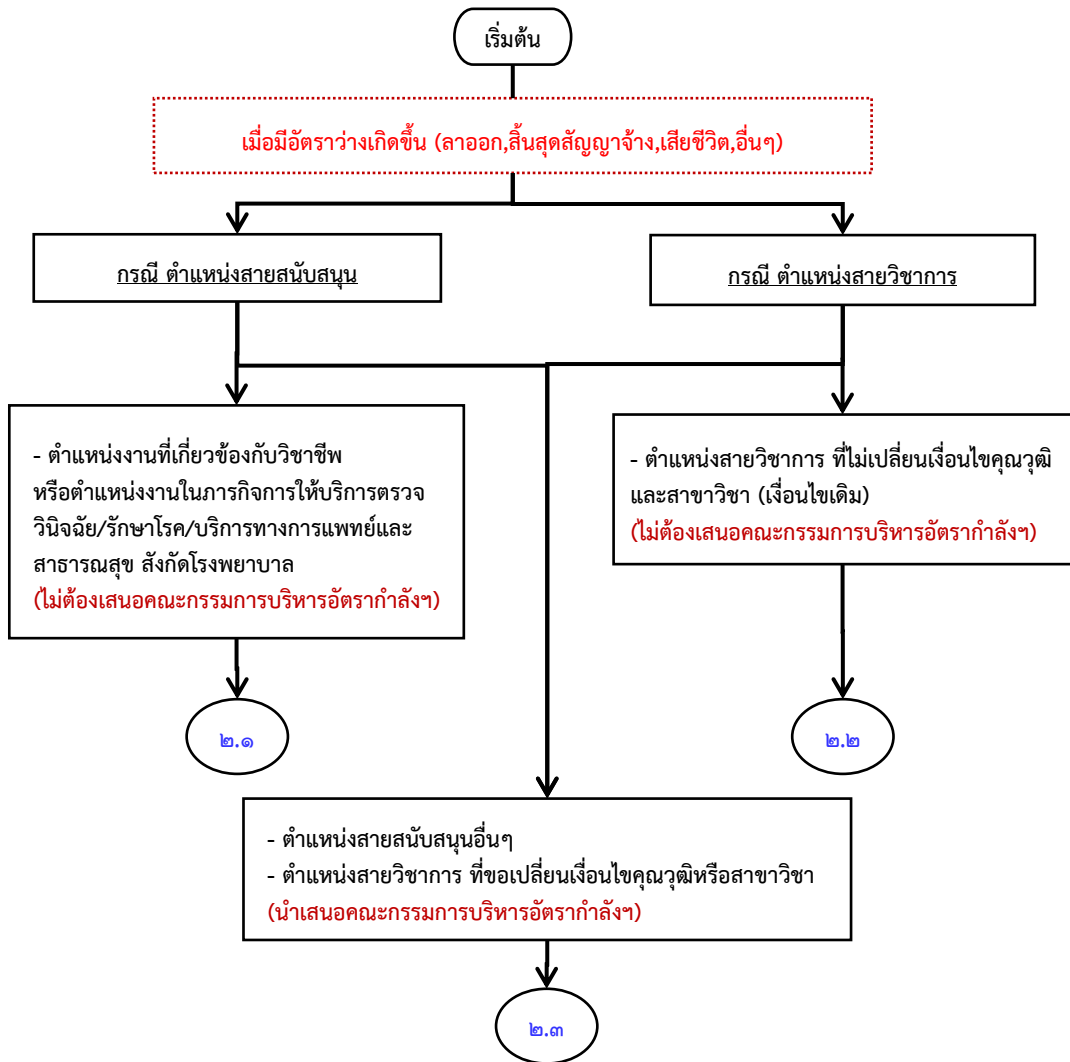 เริ่มต้น
เมื่อมีอัตราว่างเกิดขึ้น (ลาออก,สิ้นสุดสัญญาจ้าง,เสียชีวิต,อื่นๆ)
กรณี ตำแหน่งสายสนับสนุน
กรณี ตำแหน่งสายวิชาการ
- ตำแหน่งงานที่เกี่ยวข้องกับวิชาชีพ
หรือตำแหน่งงานในภารกิจการให้บริการตรวจ
วินิจฉัย/รักษาโรค/บริการทางการแพทย์และ
สาธารณสุข สังกัดโรงพยาบาล
(ไม่ต้องเสนอคณะกรรมการบริหารอัตรากำลังฯ)
- ตำแหน่งสายวิชาการ ที่ไม่เปลี่ยนเงื่อนไขคุณวุฒิ
และสาขาวิชา (เงื่อนไขเดิม)
(ไม่ต้องเสนอคณะกรรมการบริหารอัตรากำลังฯ)
๒.๑
๒.๒
- ตำแหน่งสายสนับสนุนอื่นๆ
- ตำแหน่งสายวิชาการ ที่ขอเปลี่ยนเงื่อนไขคุณวุฒิหรือสาขาวิชา
(นำเสนอคณะกรรมการบริหารอัตรากำลังฯ)
๒.๓